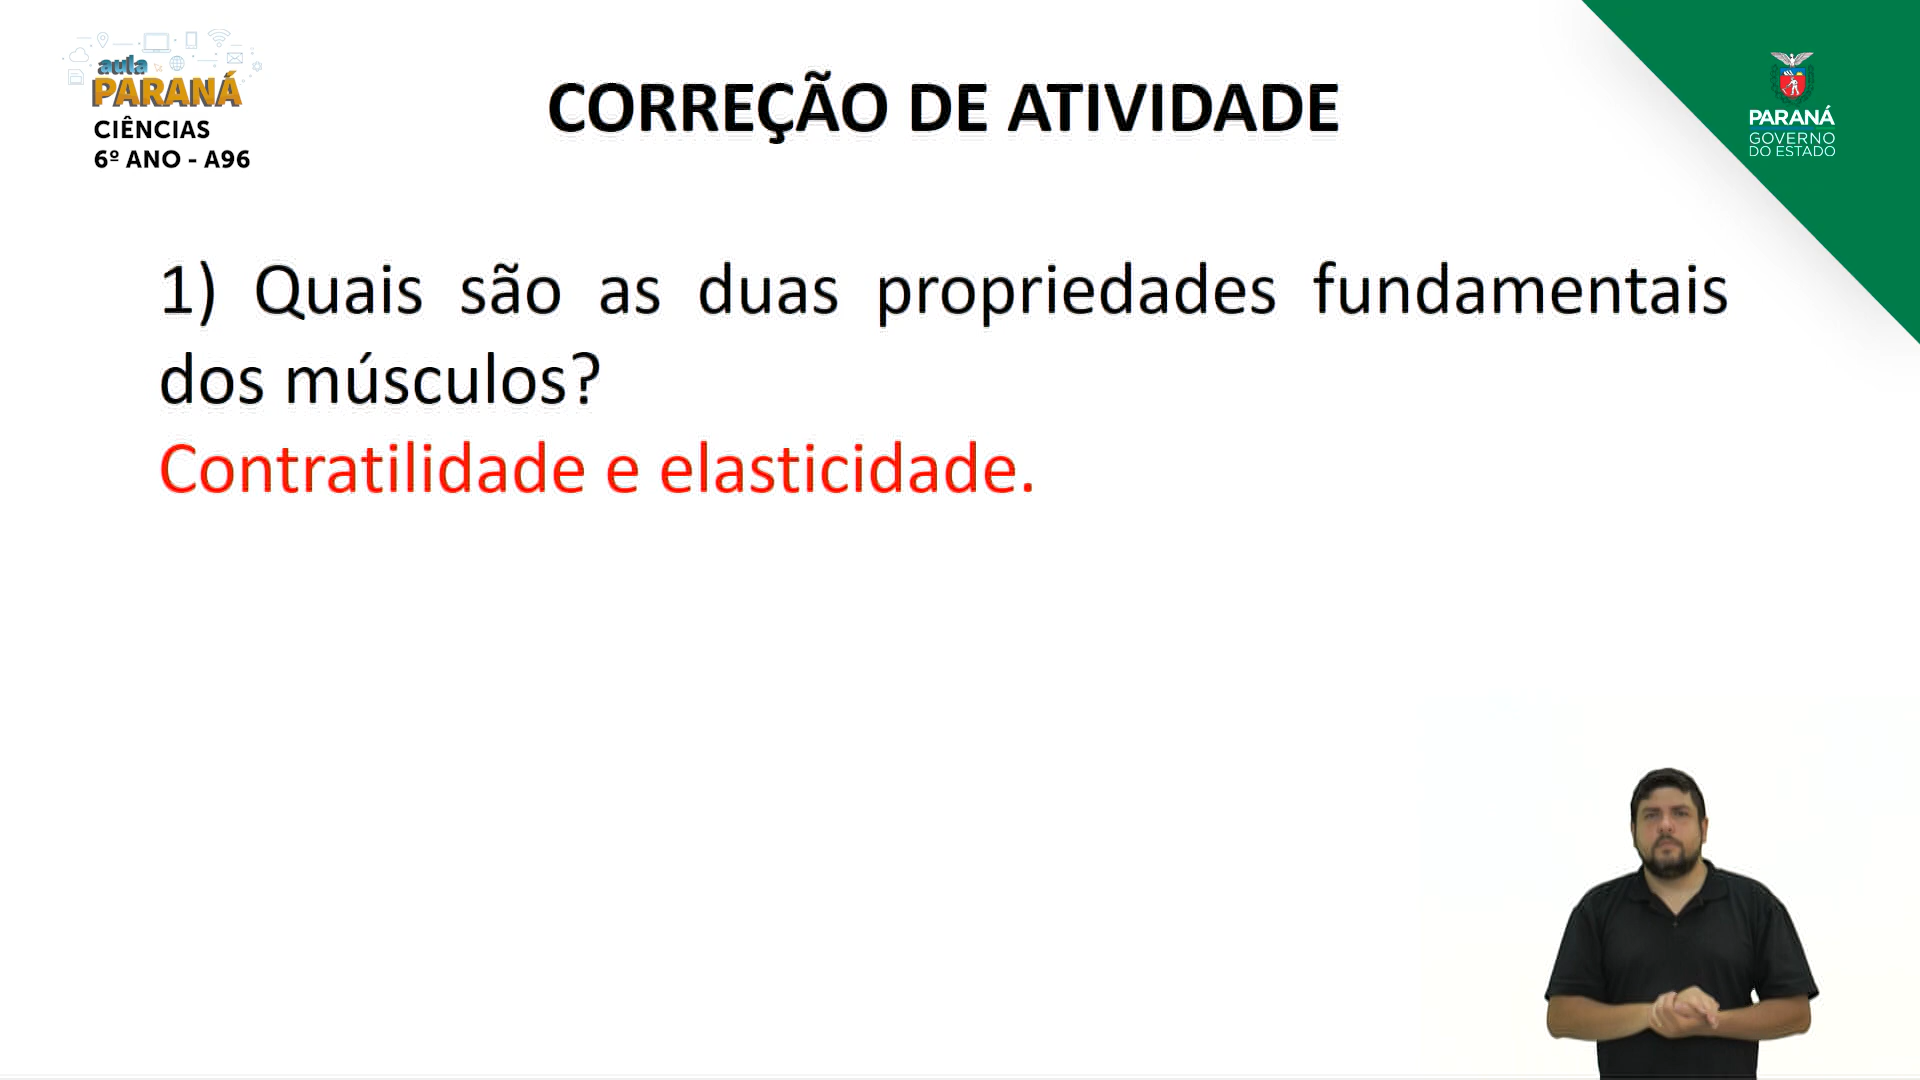 aula
PARANÁ
CIÊNCIAS
6º ANO - A96
CORREÇÃO DE ATIVIDADE
PARANÁ
GOVERNO
DO ESTADO
1) Quais são as duas propriedades fundamentais
dos músculos?
Contratilidade e elasticidade.